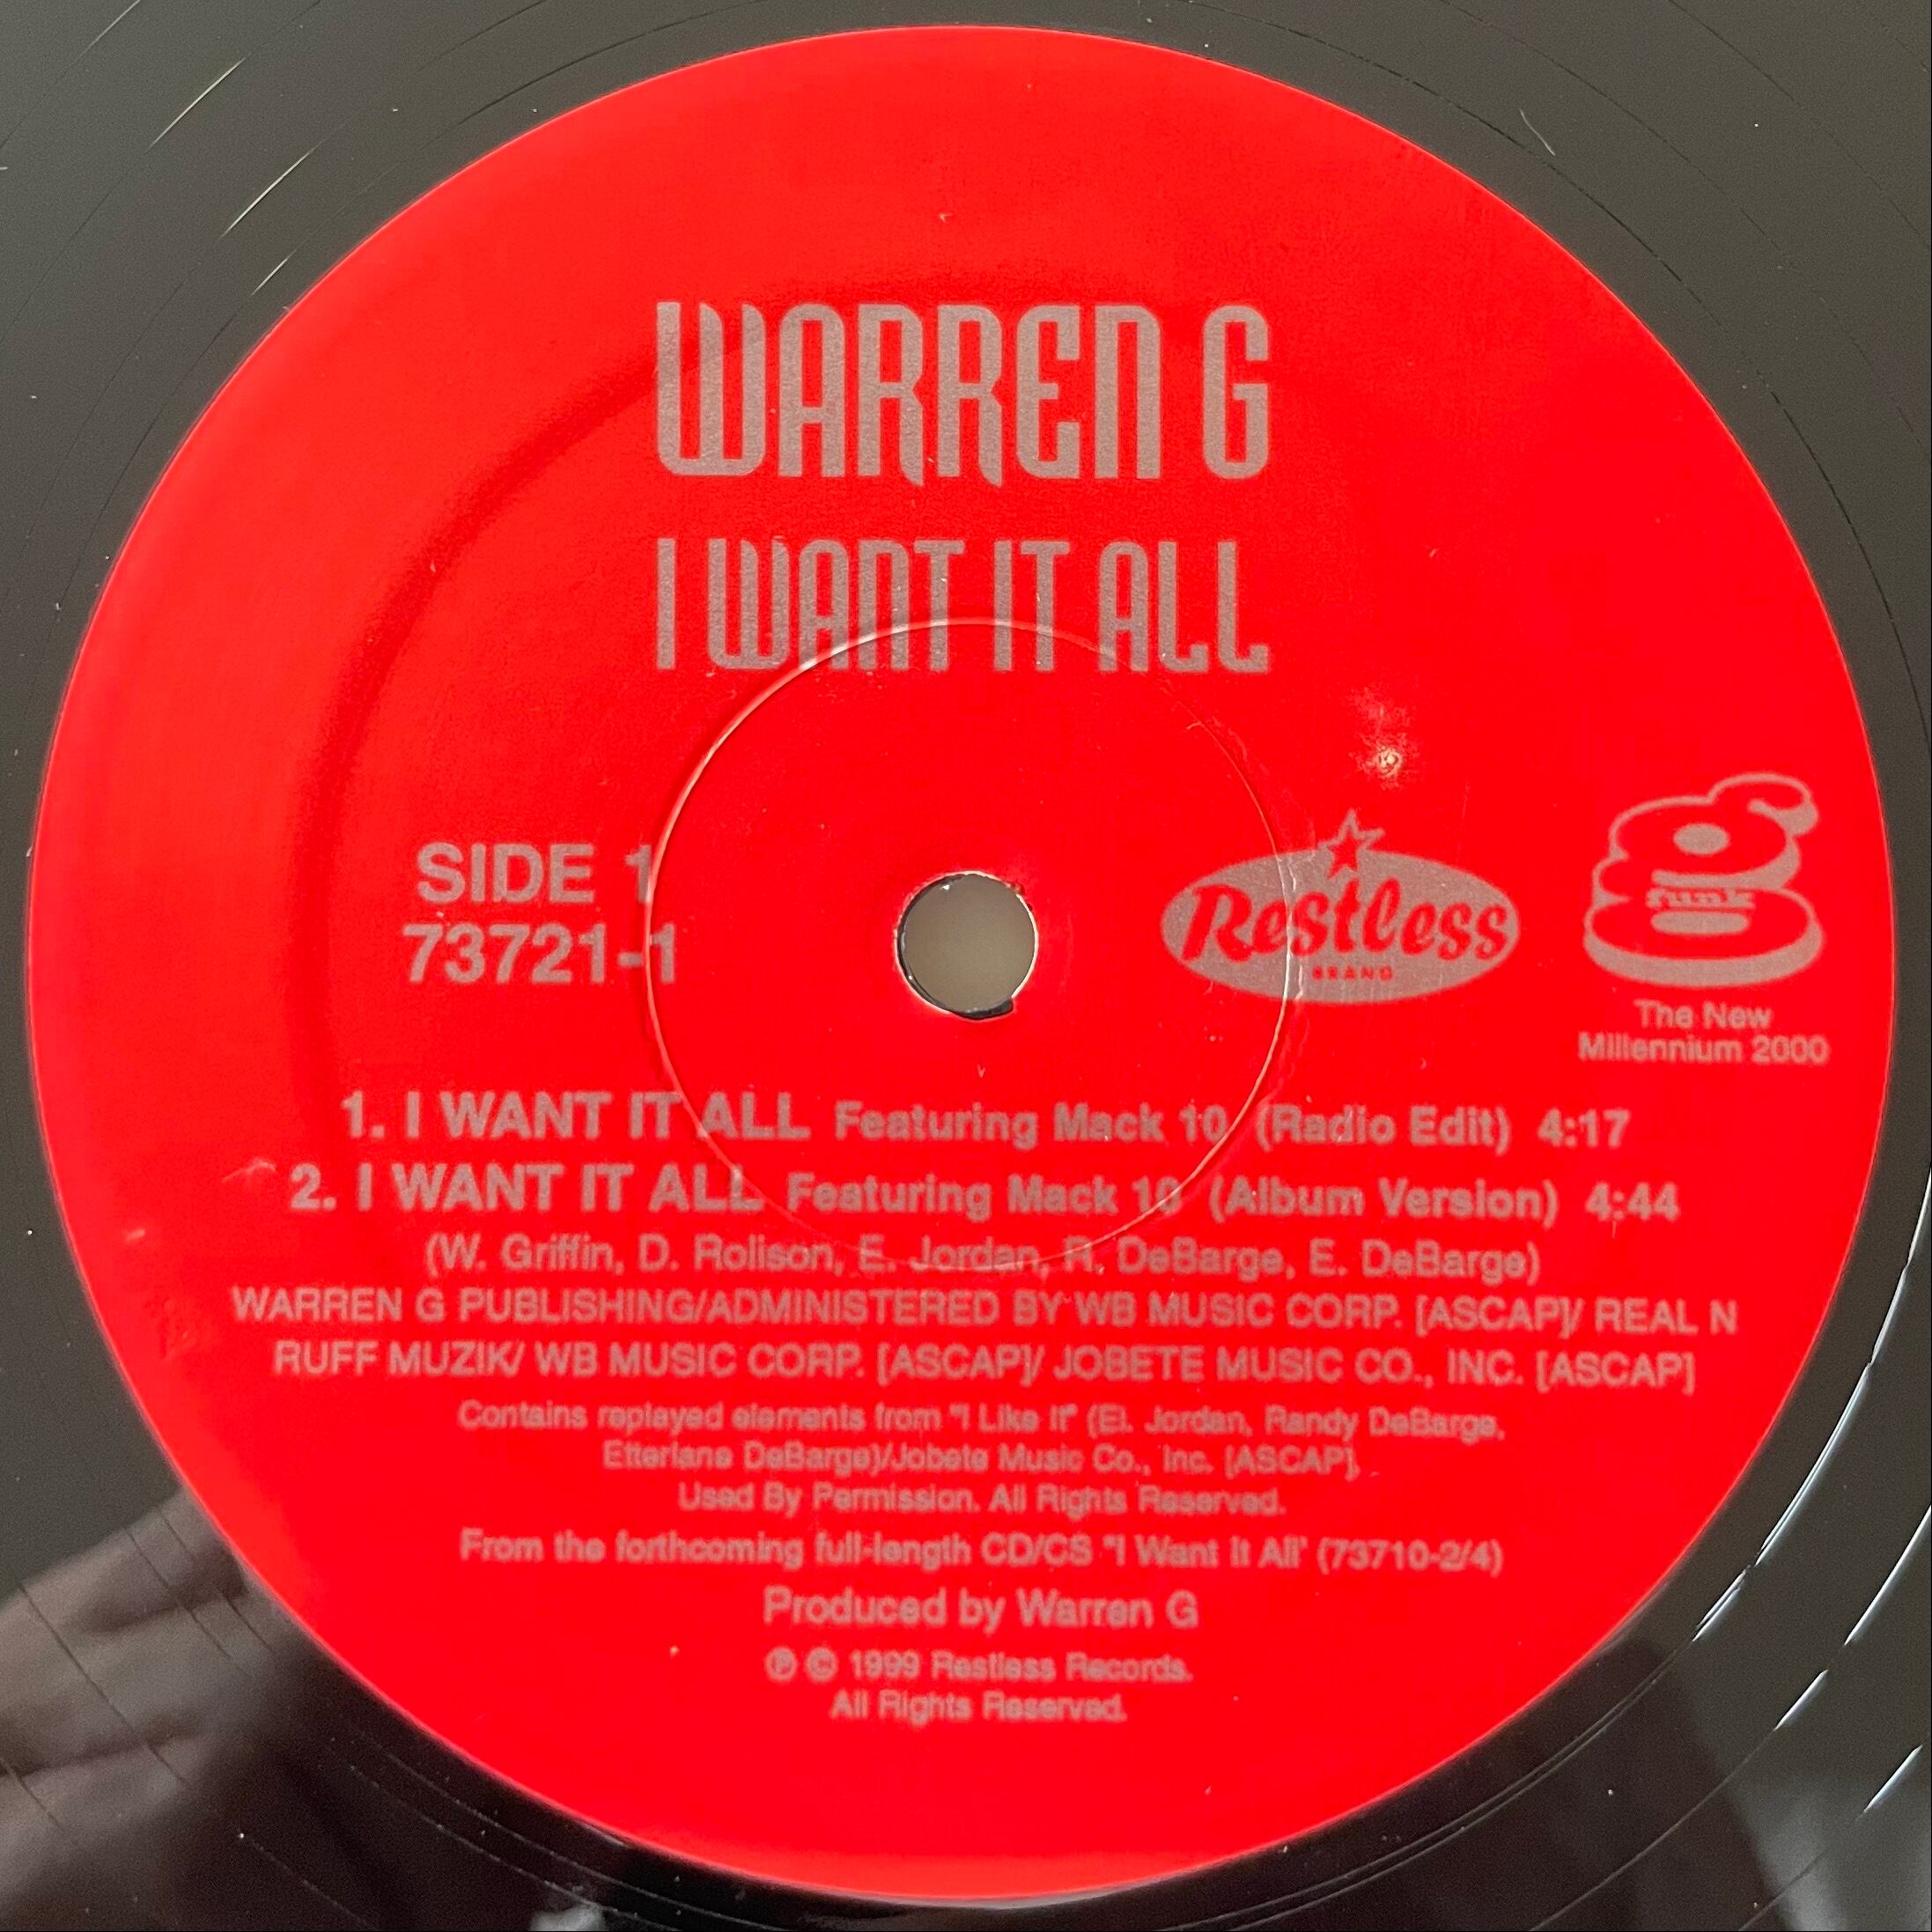 WARREN G
I WANT IT ALL
SIDE 1
73721-1
Restless
BRAND
g
funk
The New
Millennium 2000
1. I WANT IT ALL Featuring Mack 10 (Radio Edit) 4:17
2. I WANT IT ALL Featuring Mack 10 (Album Version) 4:44
(W. Griffin, D. Rolison, E. Jordan, R. DeBarge, E. DeBarge)
WARREN G PUBLISHING/ADMINISTERED BY WB MUSIC CORP. [ASCAP]/ REAL N
RUFF MUZIK/ WB MUSIC CORP. [ASCAP]/ JOBETE MUSIC CO., INC. [ASCAP]
Contains replayed elements from "I Like It" (El. Jordan, Randy DeBarge,
Etterlane DeBarge)/Jobete Music Co., Inc. [ASCAP].
Used By Permission. All Rights Reserved.
From the forthcoming full-length CD/CS "I Want It All" (73710-2/4)
Produced by Warren G
℗ © 1999 Restless Records.
All Rights Reserved.